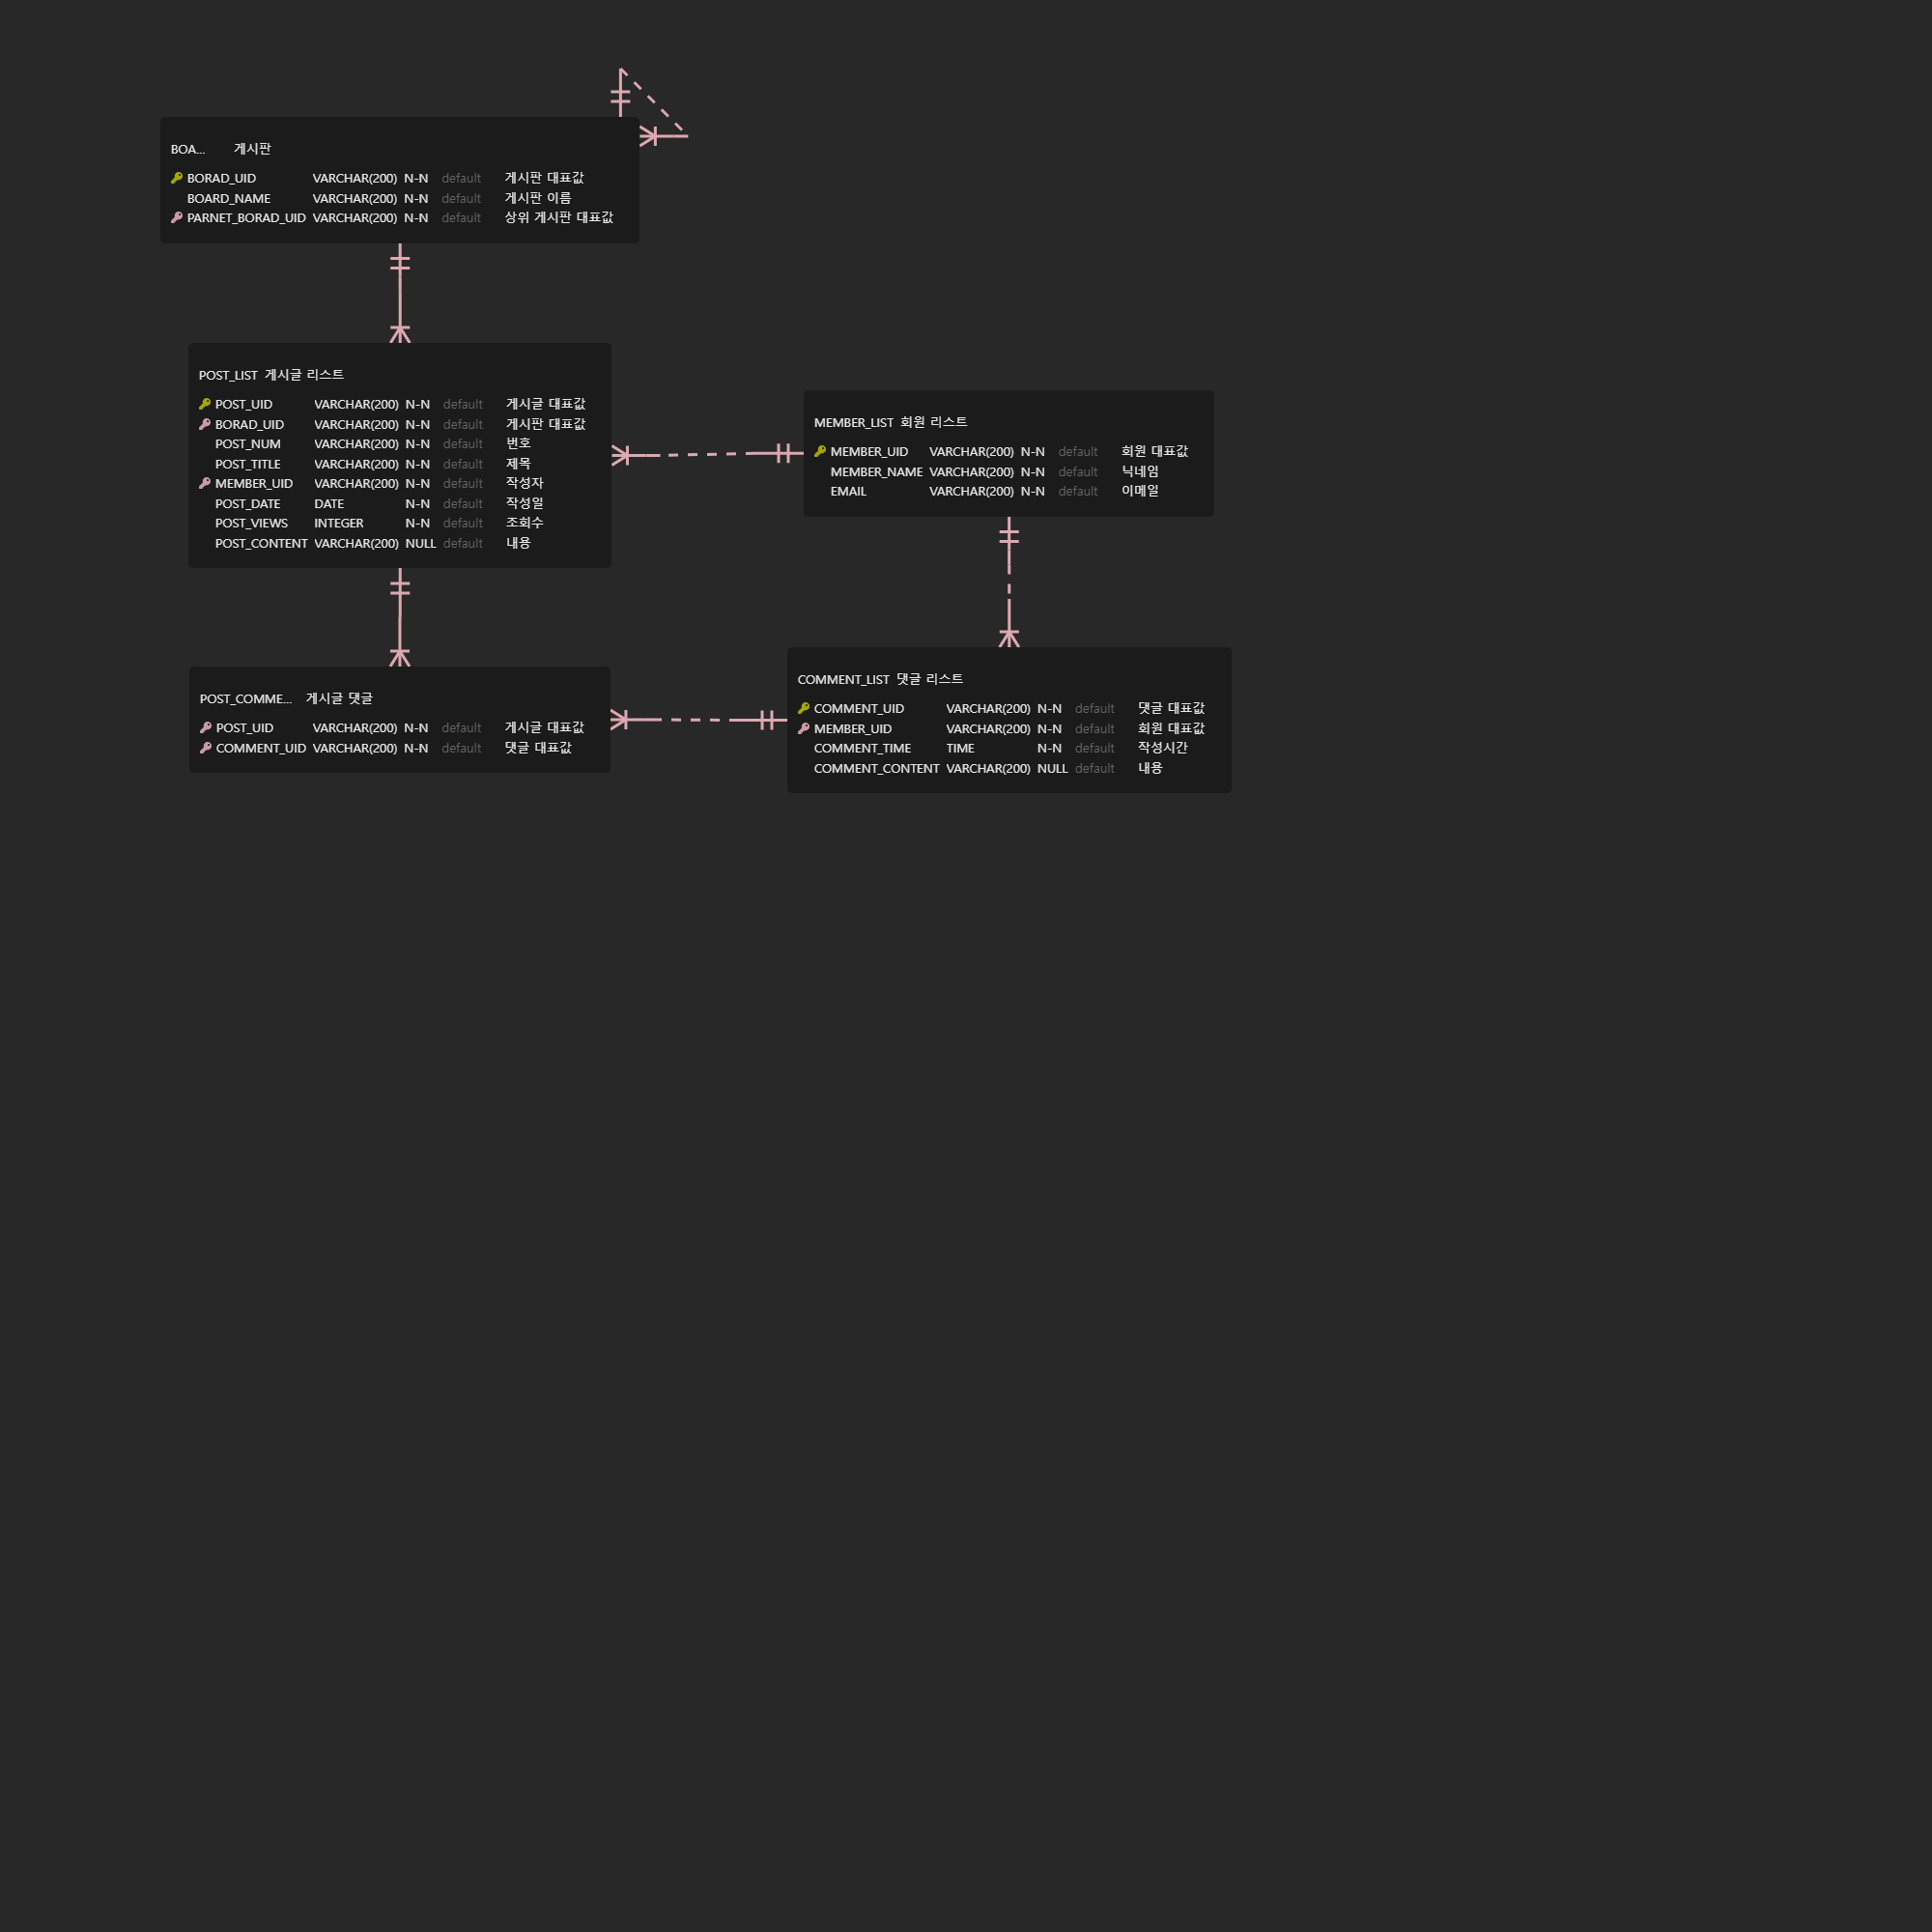 BOA... 게시판
BORAD_UID VARCHAR(200) N-N default 게시판 대표값
BOARD_NAME VARCHAR(200) N-N default 게시판 이름
PARNET_BORAD_UID VARCHAR(200) N-N default 상위 게시판 대표값
POST_LIST 게시글 리스트
POST_UID VARCHAR(200) N-N default 게시글 대표값
BORAD_UID VARCHAR(200) N-N default 게시판 대표값
POST_NUM VARCHAR(200) N-N default 번호
POST_TITLE VARCHAR(200) N-N default 제목
MEMBER_UID VARCHAR(200) N-N default 작성자
POST_DATE DATE N-N default 작성일
POST_VIEWS INTEGER N-N default 조회수
POST_CONTENT VARCHAR(200) NULL default 내용
MEMBER_LIST 회원 리스트
MEMBER_UID VARCHAR(200) N-N default 회원 대표값
MEMBER_NAME VARCHAR(200) N-N default 닉네임
EMAIL VARCHAR(200) N-N default 이메일
POST_COMME... 게시글 댓글
POST_UID VARCHAR(200) N-N default 게시글 대표값
COMMENT_UID VARCHAR(200) N-N default 댓글 대표값
COMMENT_LIST 댓글 리스트
COMMENT_UID VARCHAR(200) N-N default 댓글 대표값
MEMBER_UID VARCHAR(200) N-N default 회원 대표값
COMMENT_TIME TIME N-N default 작성시간
COMMENT_CONTENT VARCHAR(200) NULL default 내용